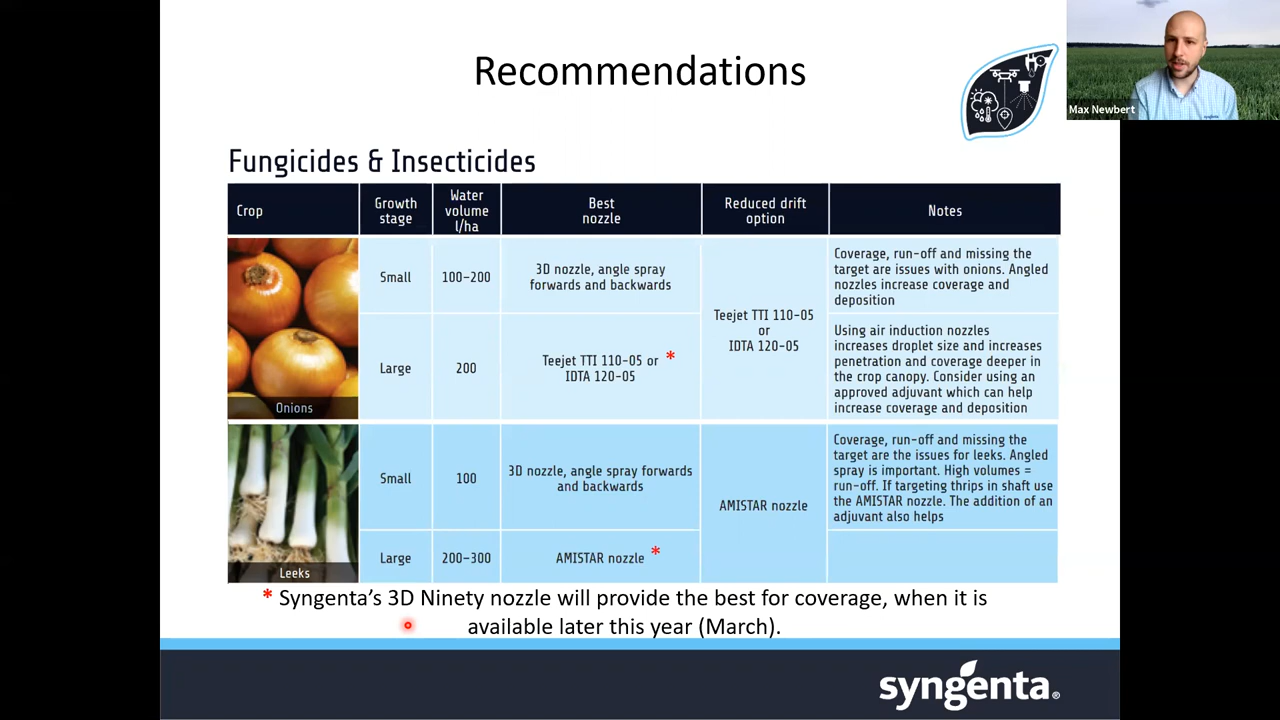 Recommendations
Max Newbert
Fungicides & Insecticides
Crop
Growth
stage
Water
volume
l/ha
Best
nozzle
Reduced drift
option
Notes
Onions
Small
100-200
3D nozzle, angle spray
forwards and backwards
Teejet TTI 110-05
or
IDTA 120-05
Coverage, run-off and missing the
target are issues with onions. Angled
nozzles increase coverage and
deposition
Large
200
Teejet TTI 110-05 or *
IDTA 120-05
Using air induction nozzles
increases droplet size and increases
penetration and coverage deeper in
the crop canopy. Consider using an
approved adjuvant which can help
increase coverage and deposition
Leeks
Small
100
3D nozzle, angle spray forwards
and backwards
AMISTAR nozzle
Coverage, run-off and missing the
target are the issues for leeks. Angled
spray is important. High volumes =
run-off. If targeting thrips in shaft use
the AMISTAR nozzle. The addition of an
adjuvant also helps
Large
200-300
AMISTAR nozzle *
* Syngenta's 3D Ninety nozzle will provide the best for coverage, when it is
available later this year (March).
syngenta®